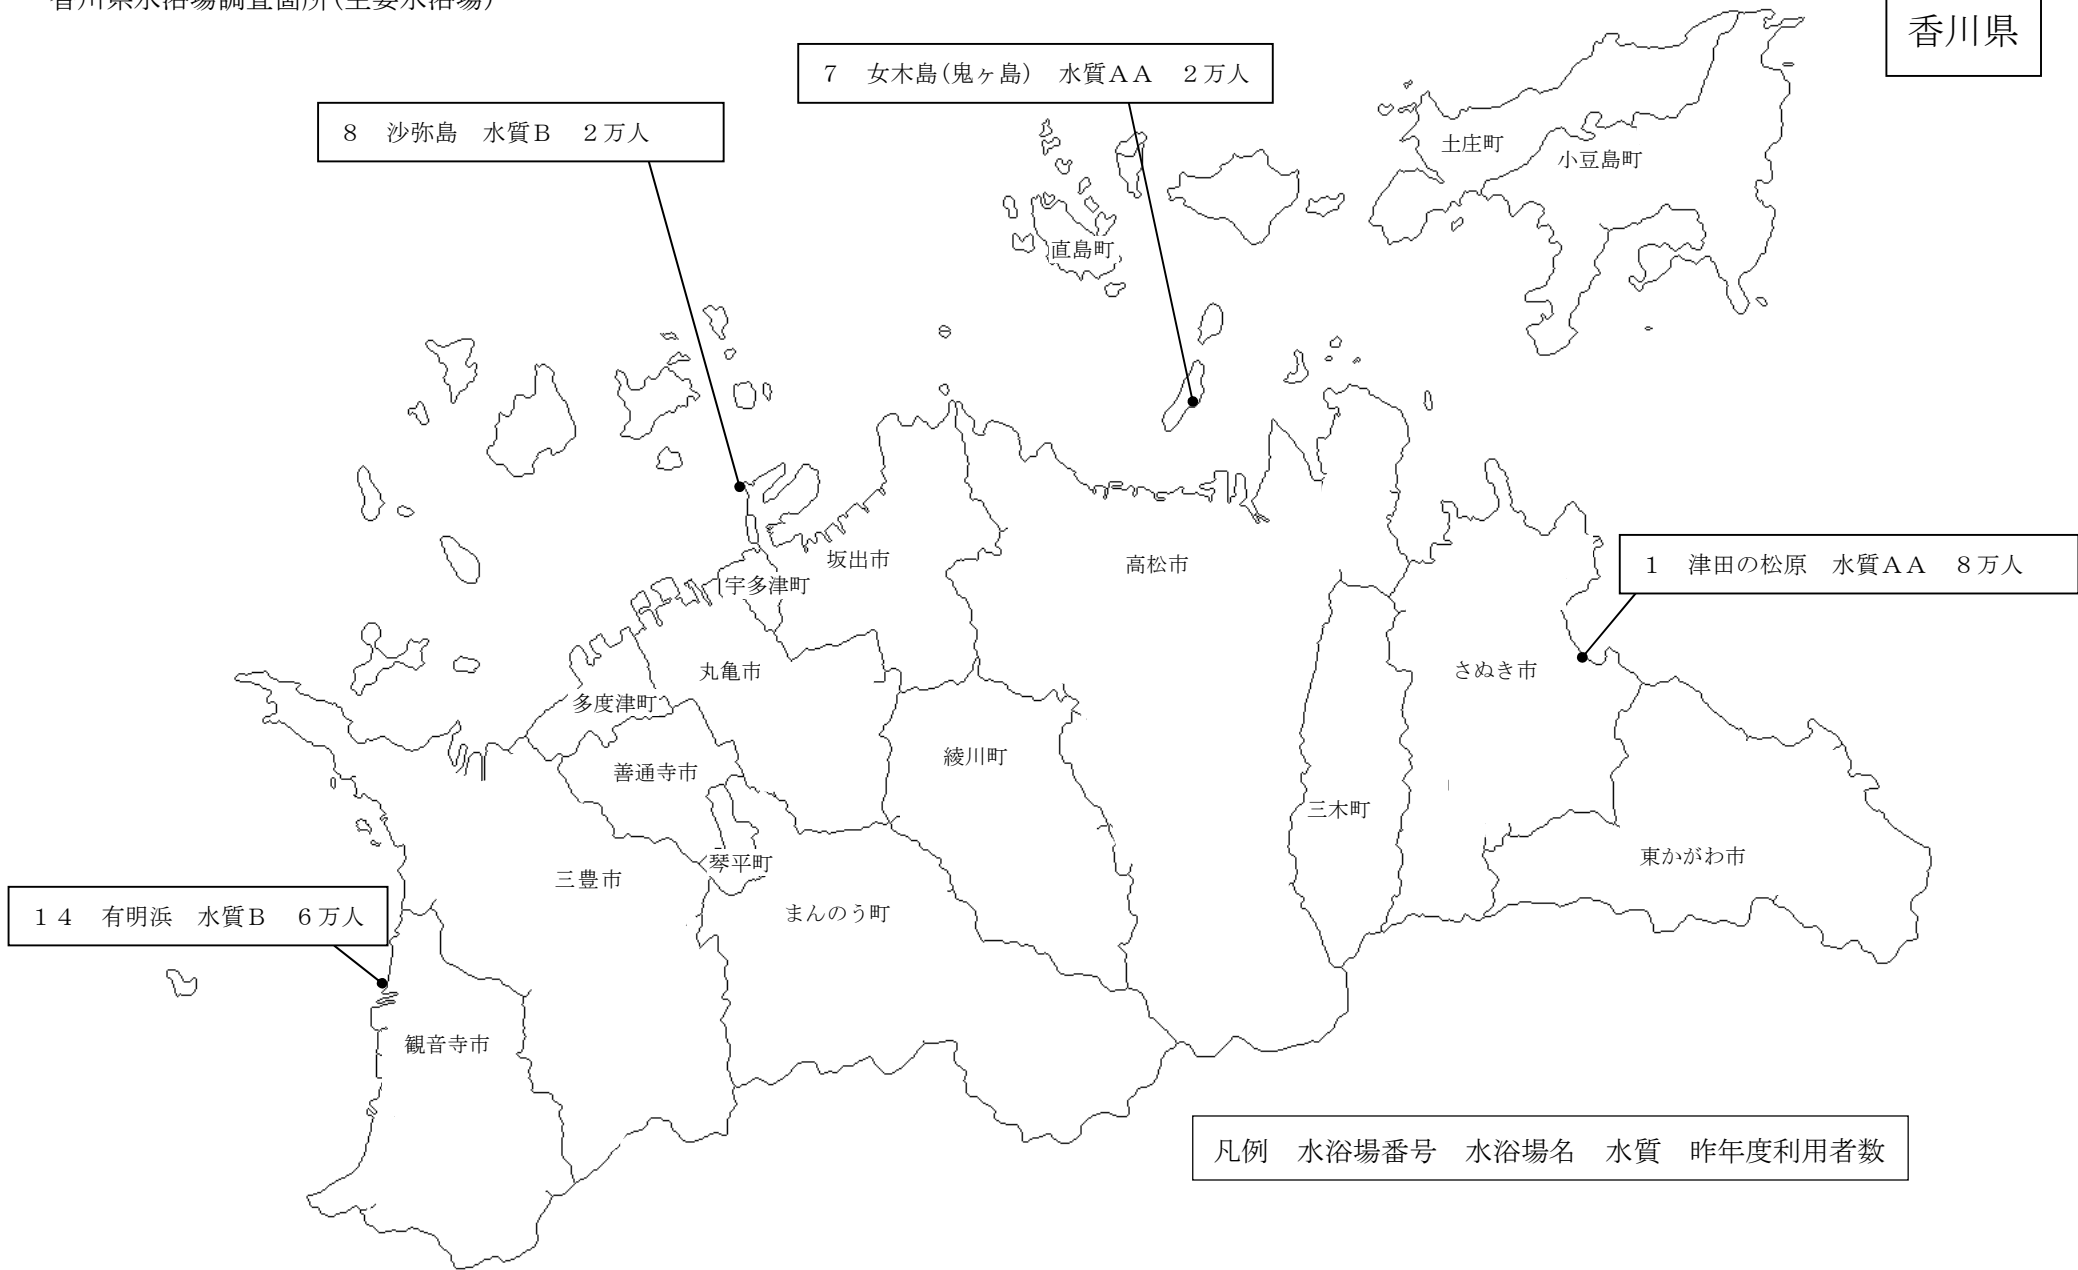 香川県水浴場調査箇所(主要水浴場)
香川県
7　女木島(鬼ヶ島)　水質AA　2万人
8　沙弥島　水質B　2万人
土庄町
小豆島町
直島町
1　津田の松原　水質AA　8万人
坂出市
高松市
宇多津町
丸亀市
さぬき市
多度津町
綾川町
善通寺市
三木町
東かがわ市
琴平町
三豊市
まんのう町
14　有明浜　水質B　6万人
観音寺市
凡例　水浴場番号　水浴場名　水質　昨年度利用者数